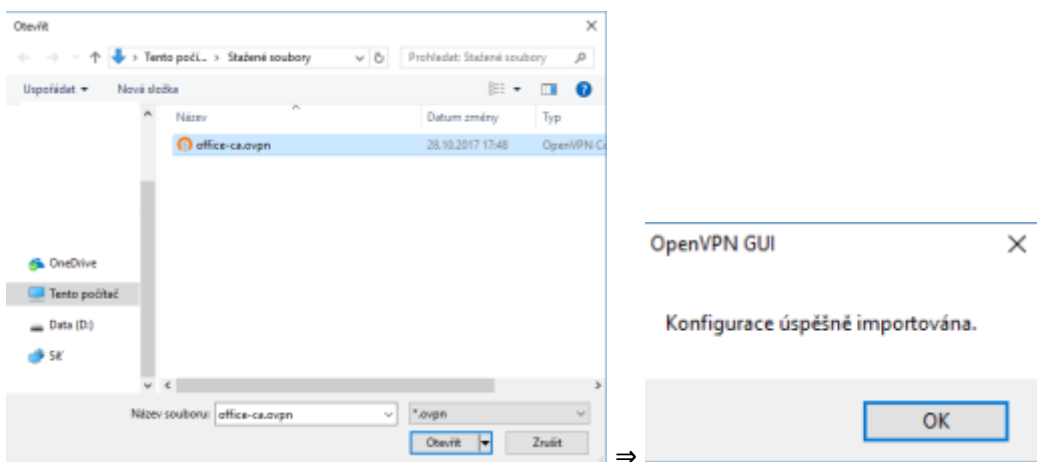 Otevřít
Tento počí... › Stažené soubory
Prohledat: Stažené soubory
Uspořádat
Nová složka
Název
Datum změny
Typ
office-ca.ovpn
28.10.2017 17:48
OpenVPN Co
OneDrive
Tento počítač
Data (D:)
Síť
Název souboru:
office-ca.ovpn
*.ovpn
Otevřít
Zrušit
⇒
OpenVPN GUI
Konfigurace úspěšně importována.
OK